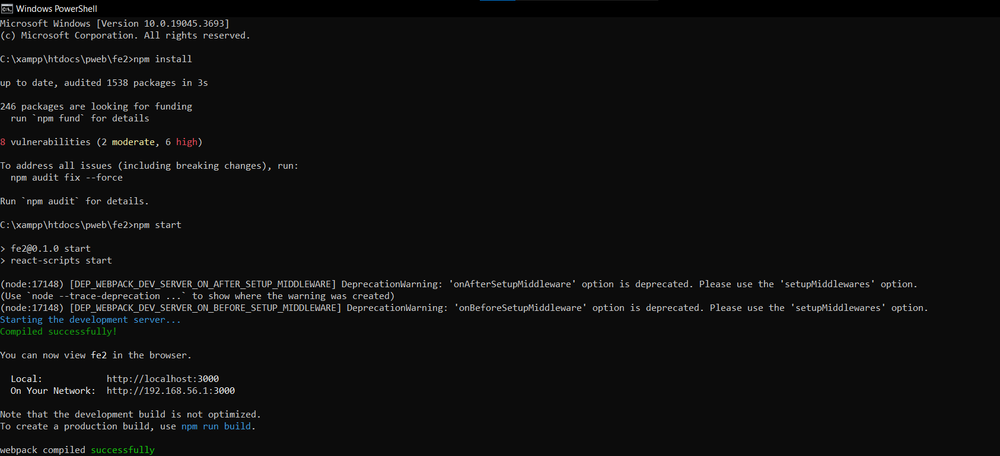 Windows PowerShell
Microsoft Windows [Version 10.0.19045.3693]
(c) Microsoft Corporation. All rights reserved.
C:\xampp\htdocs\pweb\fe2>npm install
up to date, audited 1538 packages in 3s
246 packages are looking for funding
  run `npm fund` for details
8 vulnerabilities (2 moderate, 6 high)
To address all issues (including breaking changes), run:
  npm audit fix --force
Run `npm audit` for details.
C:\xampp\htdocs\pweb\fe2>npm start
> fe2@0.1.0 start
> react-scripts start
(node:17148) [DEP_WEBPACK_DEV_SERVER_ON_AFTER_SETUP_MIDDLEWARE] DeprecationWarning: 'onAfterSetupMiddleware' option is deprecated. Please use the 'setupMiddlewares' option.
(Use `node --trace-deprecation ...` to show where the warning was created)
(node:17148) [DEP_WEBPACK_DEV_SERVER_ON_BEFORE_SETUP_MIDDLEWARE] DeprecationWarning: 'onBeforeSetupMiddleware' option is deprecated. Please use the 'setupMiddlewares' option.
Starting the development server...
Compiled successfully!
You can now view fe2 in the browser.
  Local:            http://localhost:3000
  On Your Network:  http://192.168.56.1:3000
Note that the development build is not optimized.
To create a production build, use npm run build.
webpack compiled successfully